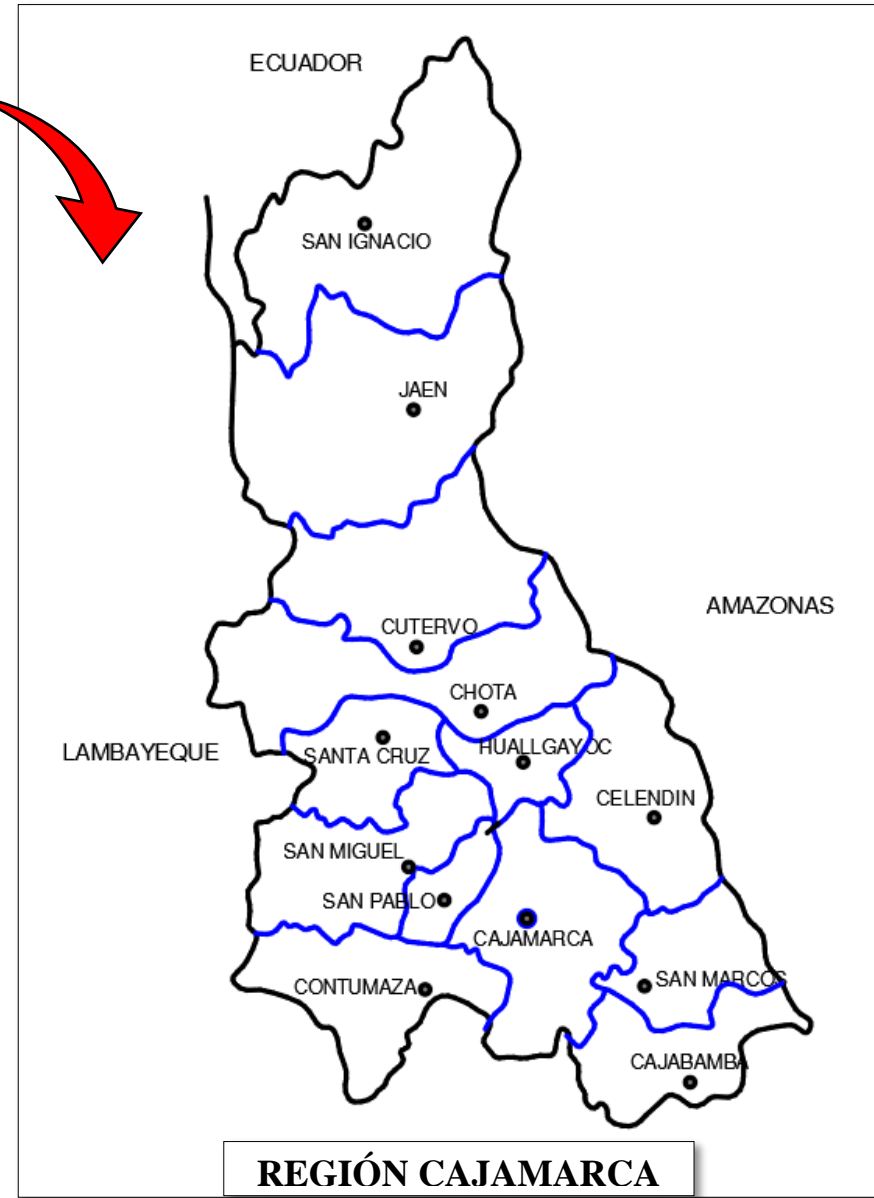 ECUADOR
SAN IGNACIO
JAEN
AMAZONAS
CUTERVO
CHOTA
LAMBAYEQUE
SANTA CRUZ
HUALLGAYOC
CELENDIN
SAN MIGUEL
SAN PABLO
CAJAMARCA
SAN MARCOS
CONTUMAZA
CAJABAMBA
REGIÓN CAJAMARCA